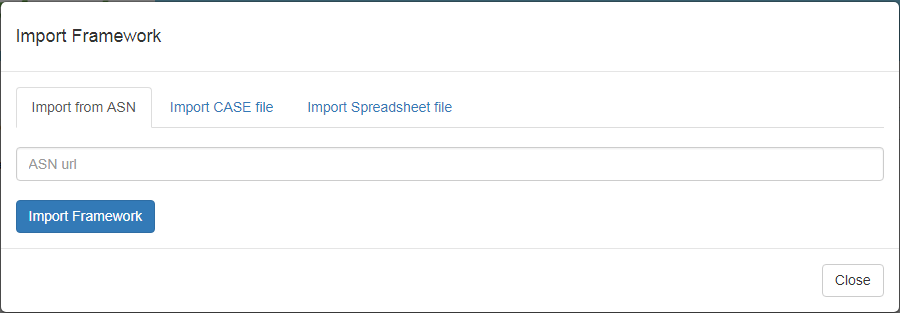 Import Framework
Import from ASN Import CASE file Import Spreadsheet file
ASN url
Import Framework
Close